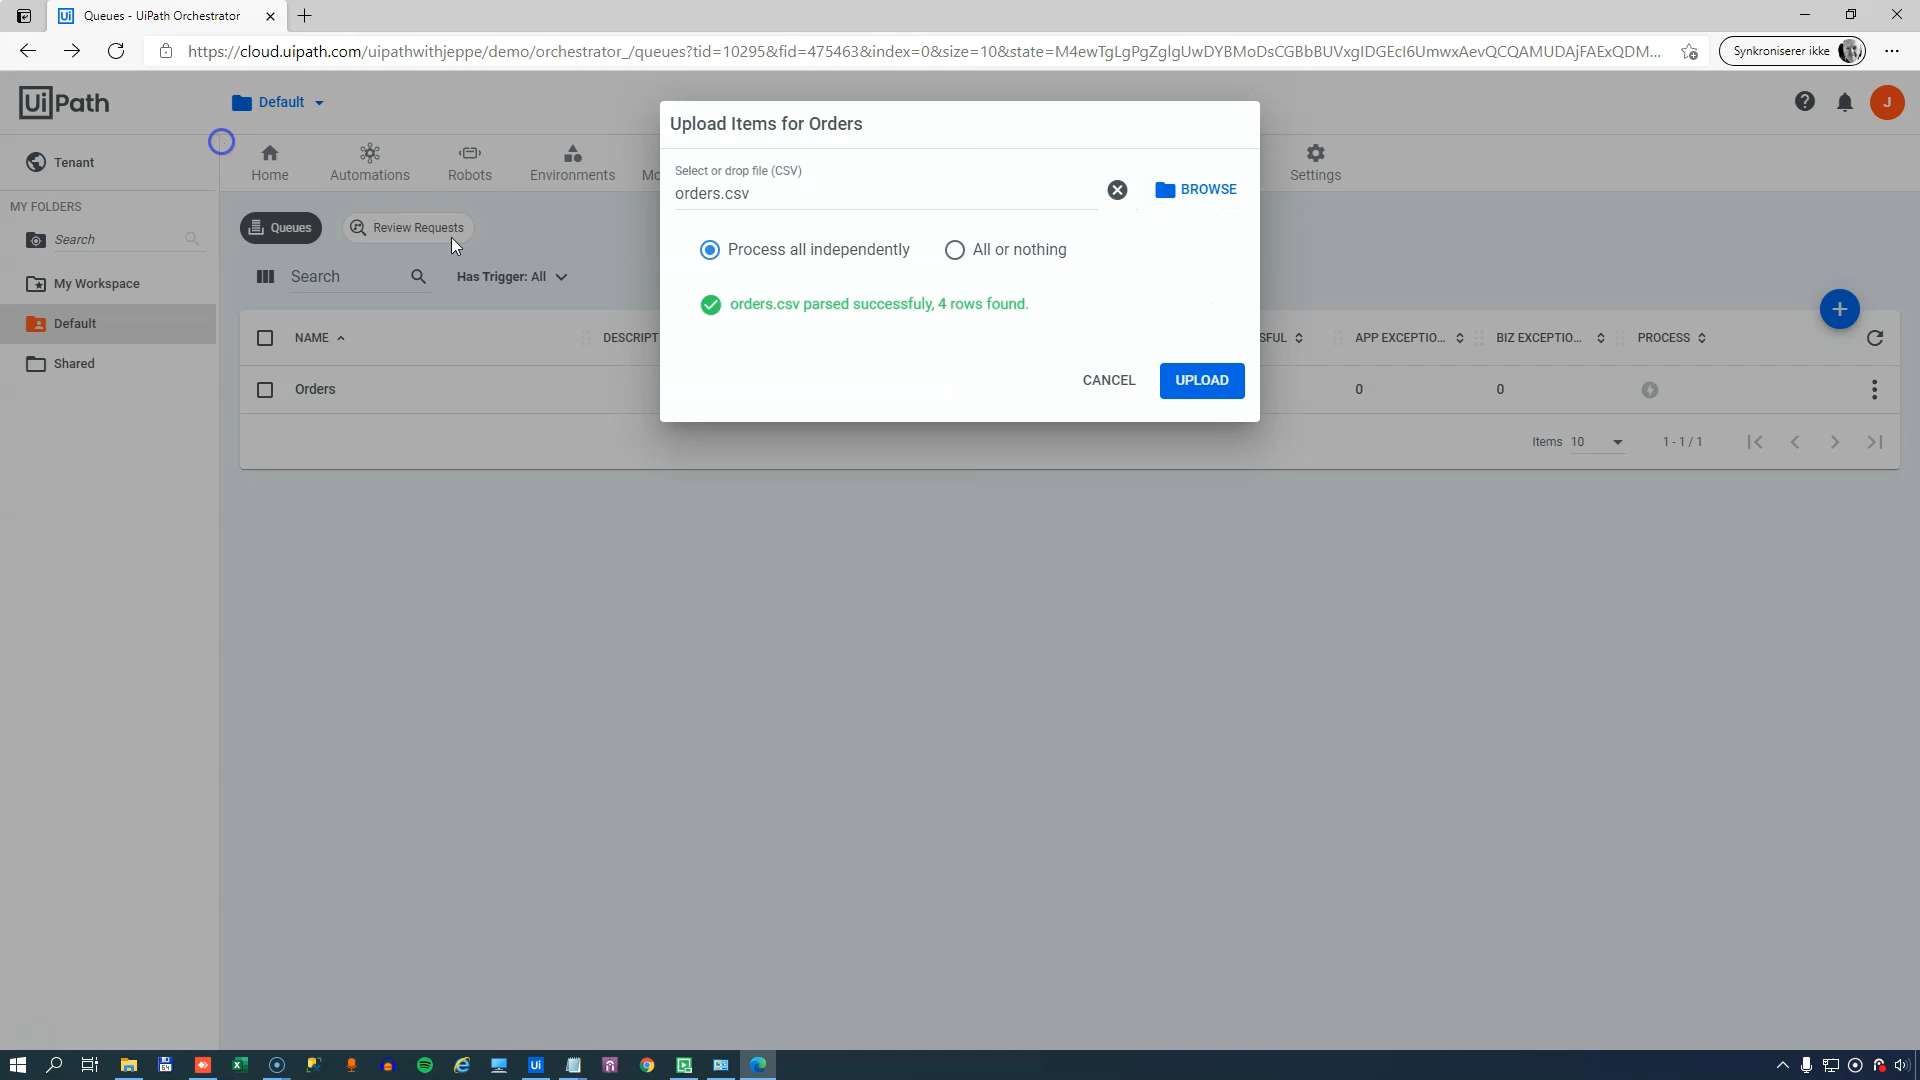 Queues - UiPath Orchestrator
https://cloud.uipath.com/uipathwithjeppe/demo/orchestrator_/queues?tid=10295&fid=475463&index=0&size=10&state=M4ewTgLgPgZglgUwDYBMoDsCGBbBUVxgIDGEcI6UmwxAevQCQAMUDAjFAExQDM...
Synkroniserer ikke
UiPath
Default
J
Upload Items for Orders
Tenant
Home
Automations
Robots
Environments
Mo
Settings
Select or drop file (CSV)
orders.csv
BROWSE
MY FOLDERS
Search
Queues
Review Requests
Process all independently
All or nothing
Search
Has Trigger: All
My Workspace
orders.csv parsed successfuly, 4 rows found.
Default
NAME
DESCRIPT
SFUL
APP EXCEPTIO...
BIZ EXCEPTIO...
PROCESS
Shared
CANCEL
UPLOAD
Orders
0
0
Items
10
1 - 1 / 1
Ui